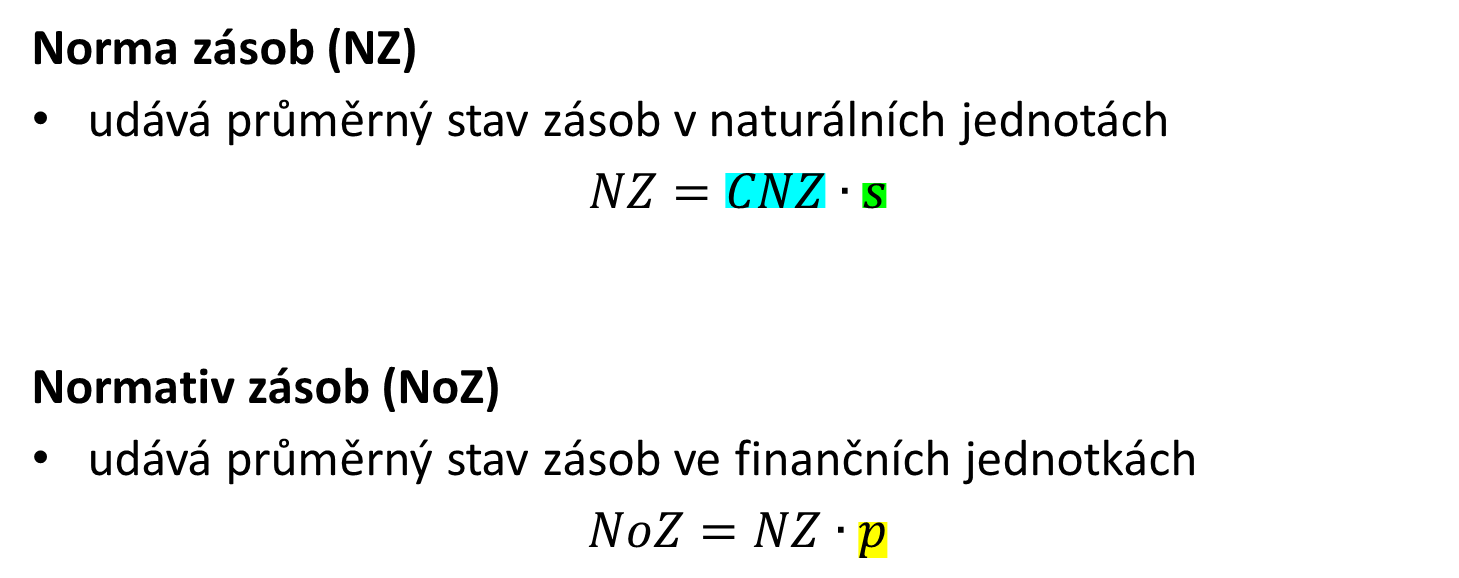 Norma zásob (NZ)
• udává průměrný stav zásob v naturálních jednotách
NZ = CNZ · s
Normativ zásob (NoZ)
• udává průměrný stav zásob ve finančních jednotkách
NoZ = NZ · p